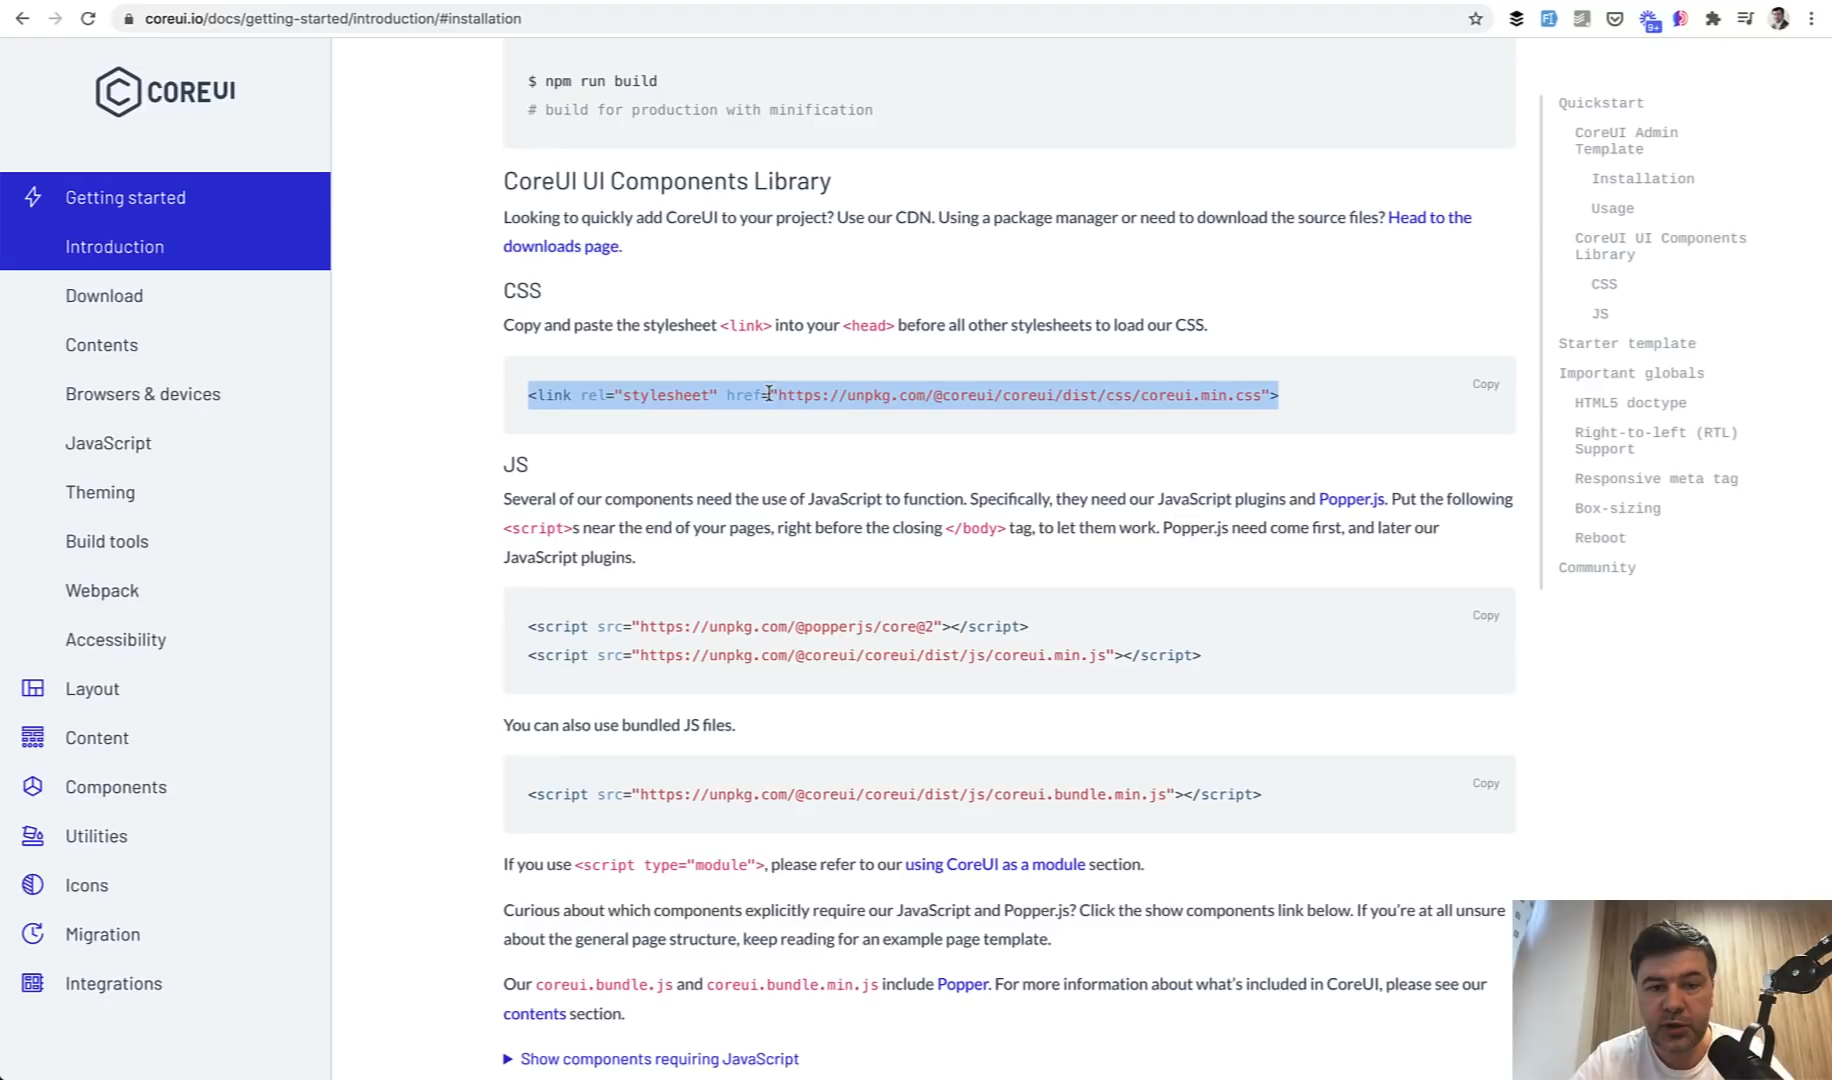 coreui.io/docs/getting-started/introduction/#installation
9+
COREUI
Getting started
Introduction
Download
Contents
Browsers & devices
JavaScript
Theming
Build tools
Webpack
Accessibility
Layout
Content
Components
Utilities
Icons
Migration
Integrations
$ npm run build
# build for production with minification
CoreUI UI Components Library
Looking to quickly add CoreUI to your project? Use our CDN. Using a package manager or need to download the source files? Head to the
downloads page.
CSS
Copy and paste the stylesheet <link> into your <head> before all other stylesheets to load our CSS.
<link rel="stylesheet" href="https://unpkg.com/@coreui/coreui/dist/css/coreui.min.css">
Copy
JS
Several of our components need the use of JavaScript to function. Specifically, they need our JavaScript plugins and Popper.js. Put the following
<script>s near the end of your pages, right before the closing </body> tag, to let them work. Popper.js need come first, and later our
JavaScript plugins.
Copy
<script src="https://unpkg.com/@popperjs/core@2"></script>
<script src="https://unpkg.com/@coreui/coreui/dist/js/coreui.min.js"></script>
You can also use bundled JS files.
Copy
<script src="https://unpkg.com/@coreui/coreui/dist/js/coreui.bundle.min.js"></script>
If you use <script type="module">, please refer to our using CoreUI as a module section.
Curious about which components explicitly require our JavaScript and Popper.js? Click the show components link below. If you're at all unsure
about the general page structure, keep reading for an example page template.
Our coreui.bundle.js and coreui.bundle.min.js include Popper. For more information about what's included in CoreUI, please see our
contents section.
Show components requiring JavaScript
Quickstart
CoreUI Admin
Template
Installation
Usage
CoreUI UI Components
Library
CSS
JS
Starter template
Important globals
HTML5 doctype
Right-to-left (RTL)
Support
Responsive meta tag
Box-sizing
Reboot
Community